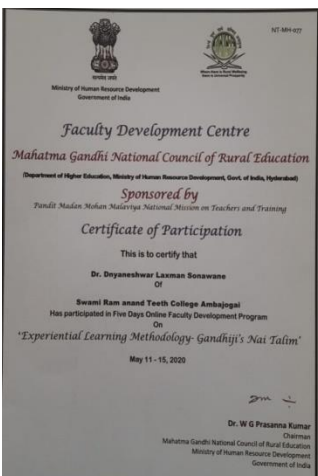 NT-MH-037
सत्यमेव जयते
Ministry of Human Resource Development
Government of India
Faculty Development Centre
Mahatma Gandhi National Council of Rural Education
(Department of Higher Education, Ministry of Human Resource Development, Govt. of India, Hyderabad)
Sponsored by
Pandit Madan Mohan Malaviya National Mission on Teachers and Training
Certificate of Participation
This is to certify that
Dr. Dnyaneshwar Laxman Sonawane
Of
Swami Ram anand Teeth College Ambajogai
Has participated in Five Days Online Faculty Development Program
On
'Experiential Learning Methodology- Gandhiji's Nai Talim'
May 11 - 15, 2020
Dr. W G Prasanna Kumar
Chairman
Mahatma Gandhi National Council of Rural Education
Ministry of Human Resource Development
Government of India